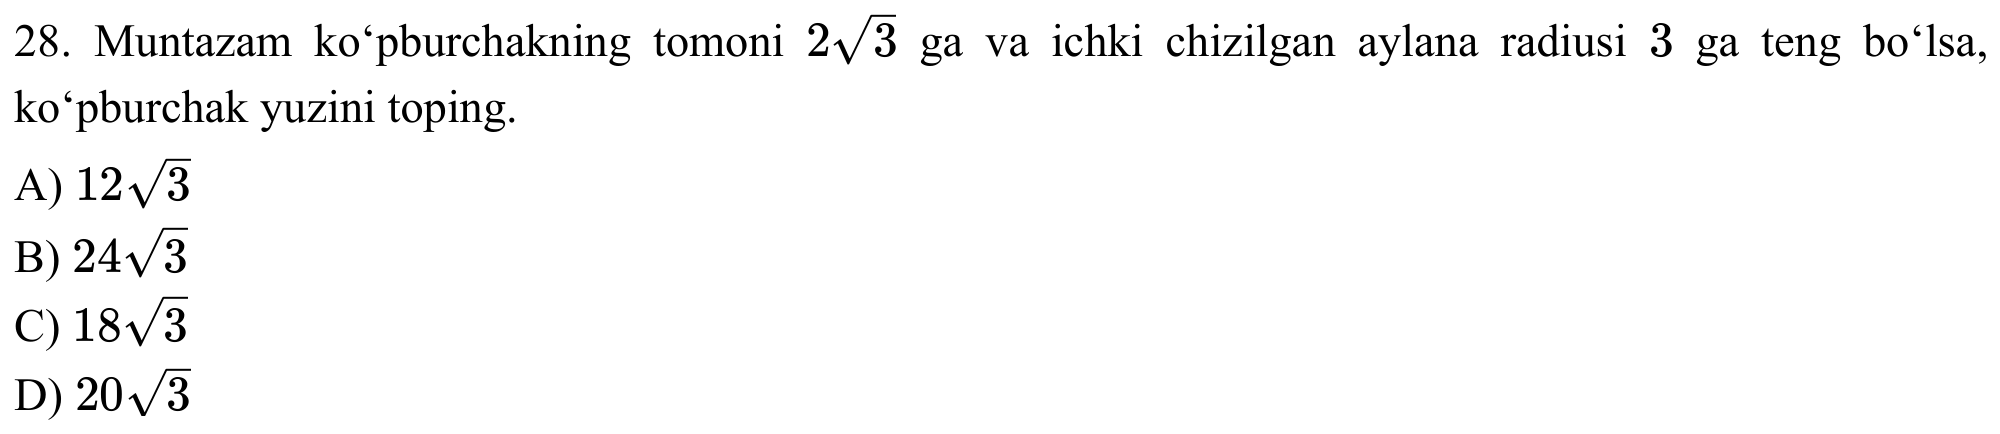 28. Muntazam ko‘pburchakning tomoni 2√3 ga va ichki chizilgan aylana radiusi 3 ga teng bo‘lsa,
ko‘pburchak yuzini toping.
A) 12√3
B) 24√3
C) 18√3
D) 20√3